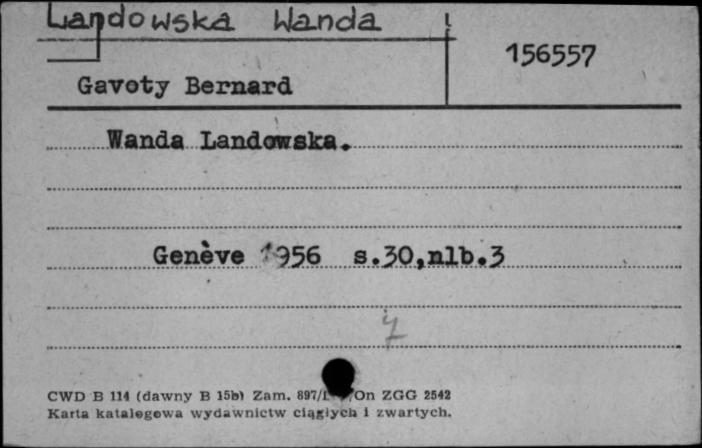 Landowska Wanda
156557
Gavoty Bernard
Wanda Landowska.
Genève 1956 s.30,nlb.3
CWD B 114 (dawny B 15b) Zam. /On ZGG 2542
Karta katalogowa wydawnictw ciągłych i zwartych.